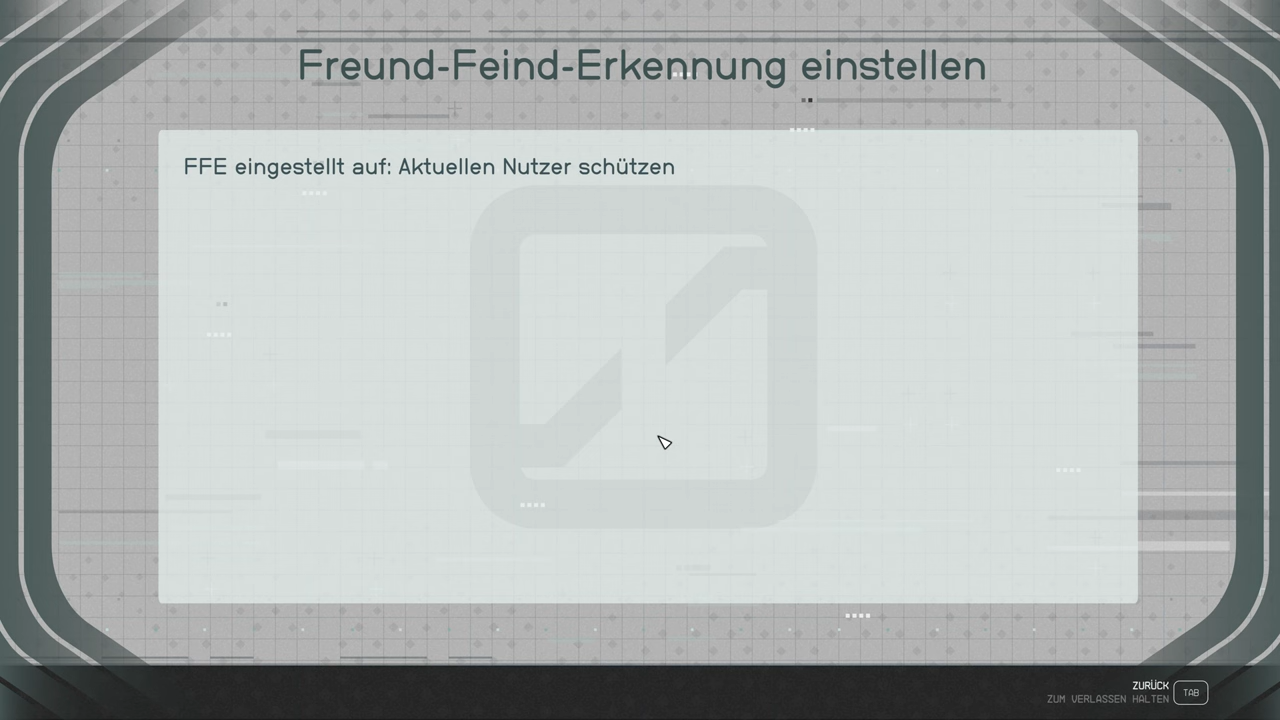 Freund-Feind-Erkennung einstellen
FFE eingestellt auf: Aktuellen Nutzer schützen
ZURÜCK
ZUM VERLASSEN HALTEN
TAB